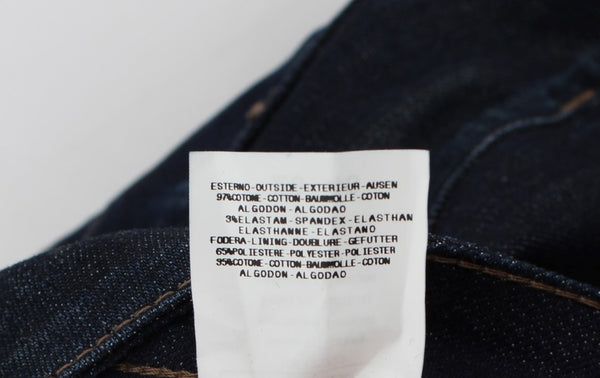 ESTERNO-OUTSIDE-EXTERIEUR-AUSEN
97%COTONE-COTTON-BAUMWOLLE-COTON
ALGODON-ALGODAO
3%ELASTAM-SPANDEX-ELASTHAN
ELASTHANNE-ELASTANO
FODERA-LINING-DOUBLURE-GEFUTTER
65%POLIESTERE-POLYESTER-POLIESTER
35%COTONE-COTTON-BAUMWOLLE-COTON
ALGODON-ALGODAO